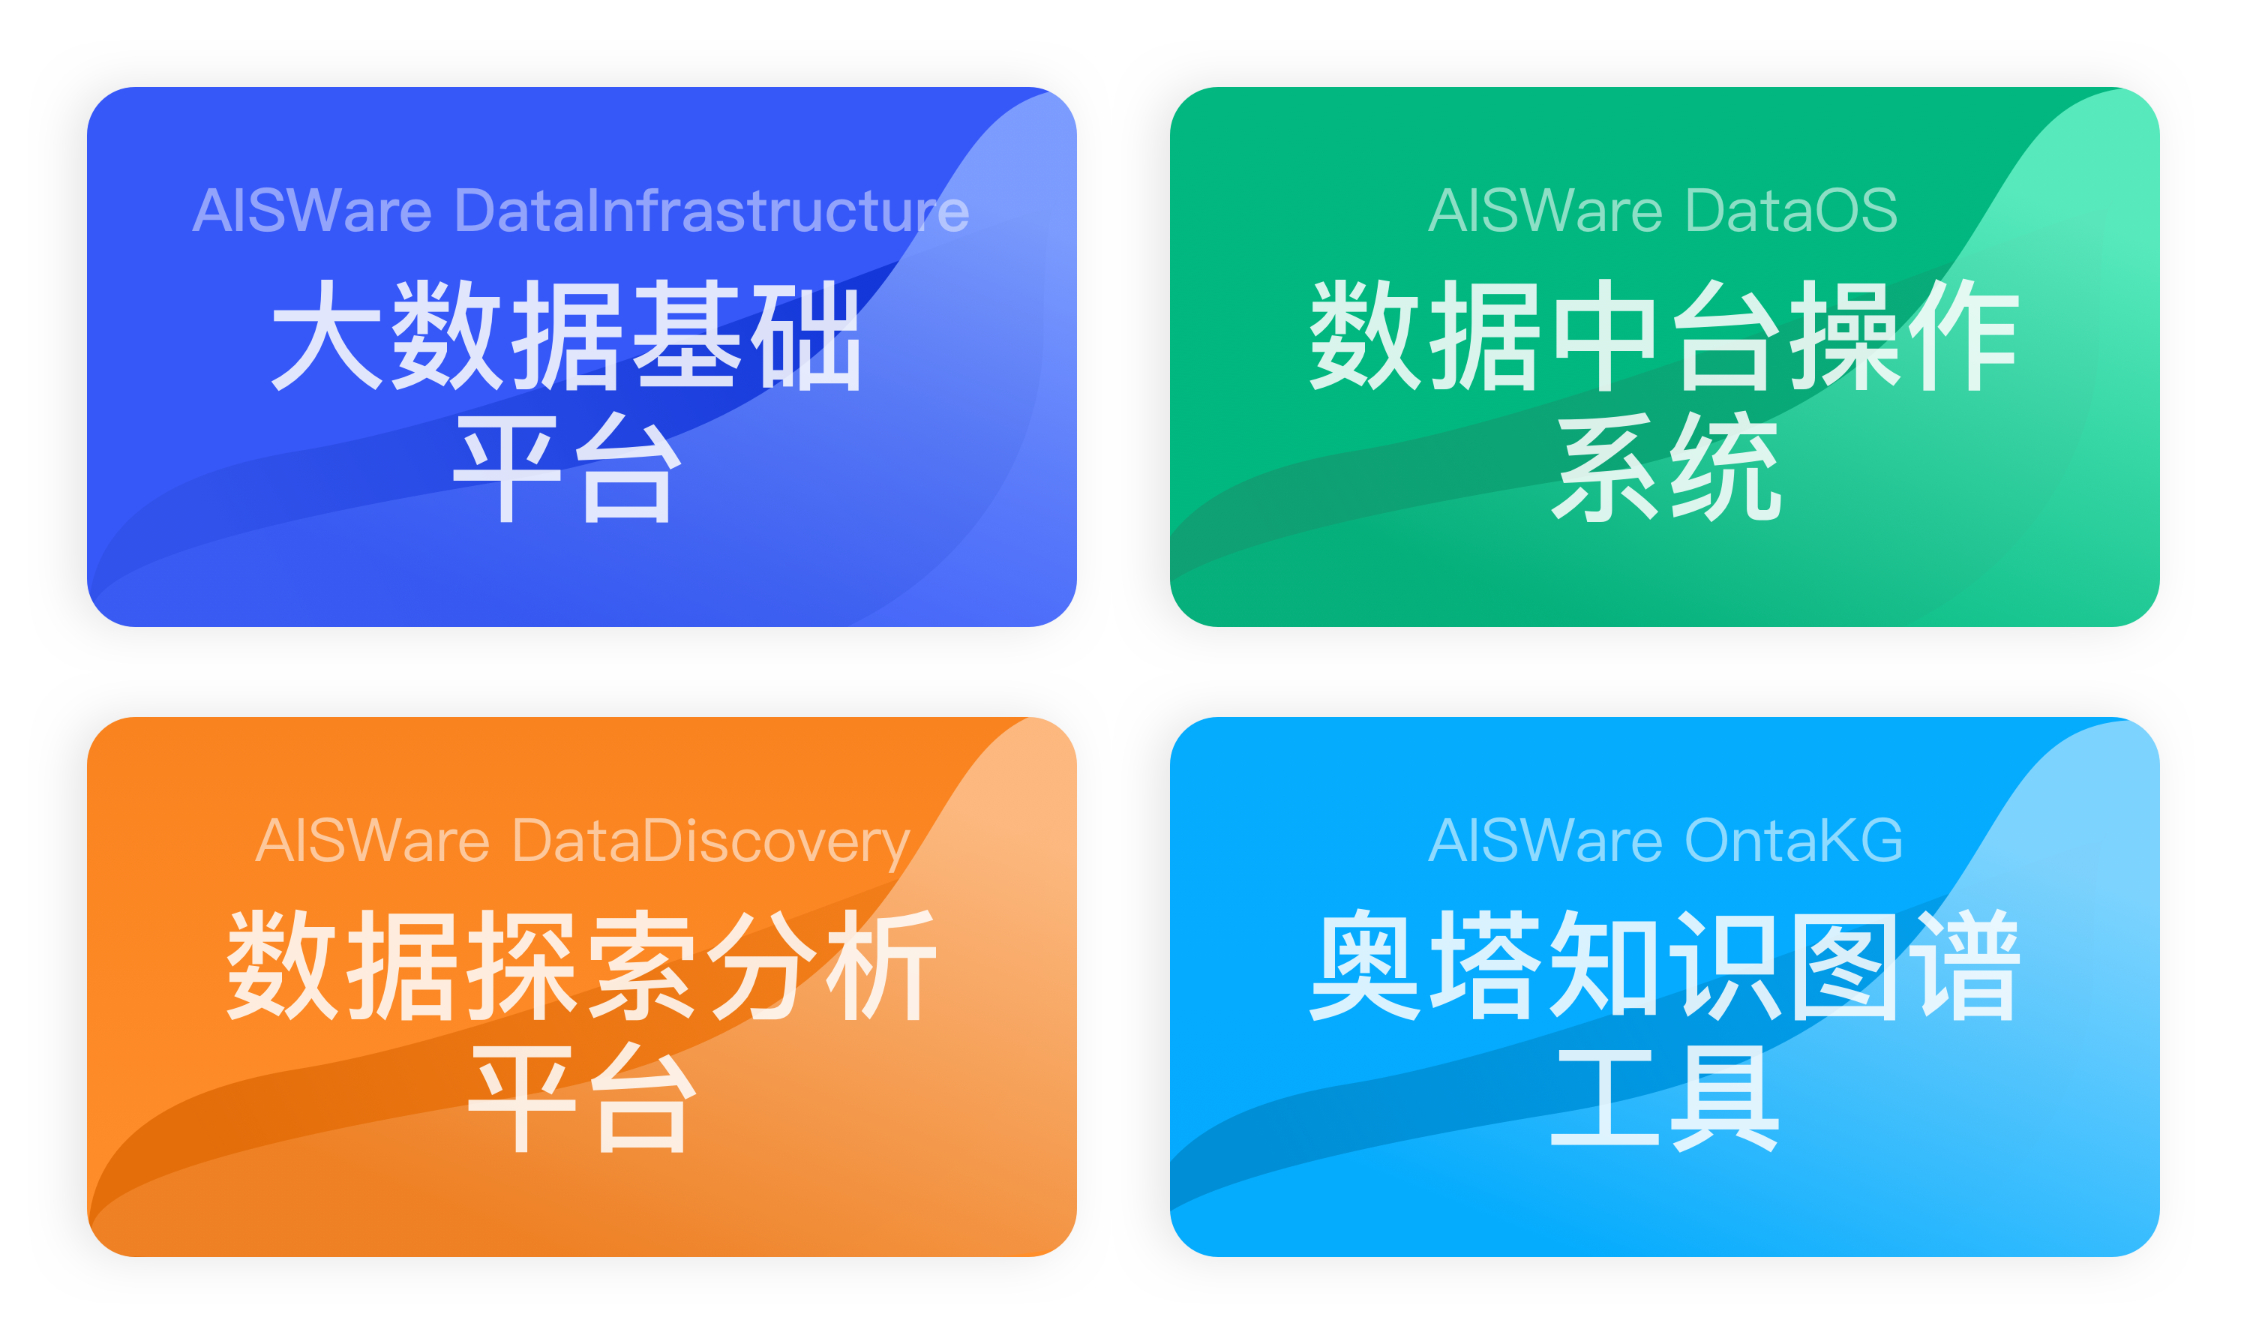 AISWare DataInfrastructure
大数据基础
平台
AISWare DataOS
数据中台操作
系统
AISWare DataDiscovery
数据探索分析
平台
AISWare OntaKG
奥塔知识图谱
工具